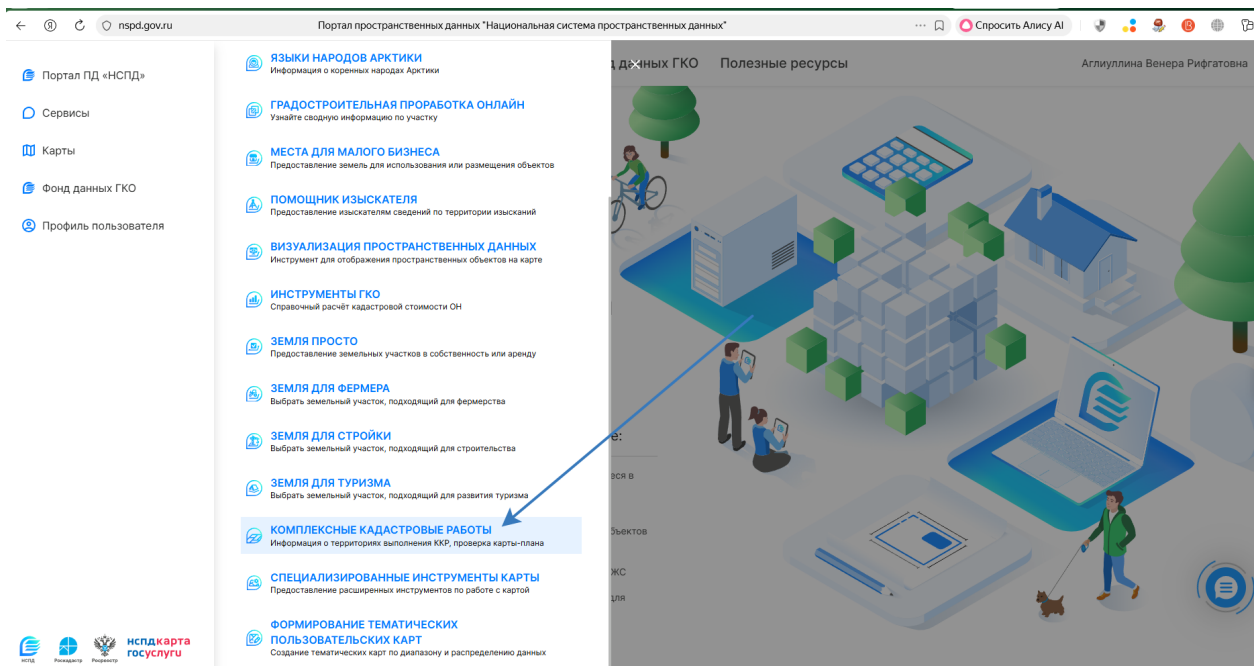 nspd.gov.ru
Портал пространственных данных "Национальная система пространственных данных"
Спросить Алису AI
Портал ПД «НСПД»
Сервисы
Карты
Фонд данных ГКО
Профиль пользователя
ЯЗЫКИ НАРОДОВ АРКТИКИ
Информация о коренных народах Арктики
ГРАДОСТРОИТЕЛЬНАЯ ПРОРАБОТКА ОНЛАЙН
Узнайте сводную информацию по участку
МЕСТА ДЛЯ МАЛОГО БИЗНЕСА
Предоставление земель для использования или размещения объектов
ПОМОЩНИК ИЗЫСКАТЕЛЯ
Предоставление изыскателям сведений по территории изысканий
ВИЗУАЛИЗАЦИЯ ПРОСТРАНСТВЕННЫХ ДАННЫХ
Инструмент для отображения пространственных объектов на карте
ИНСТРУМЕНТЫ ГКО
Справочный расчёт кадастровой стоимости ОН
ЗЕМЛЯ ПРОСТО
Предоставление земельных участков в собственность или аренду
ЗЕМЛЯ ДЛЯ ФЕРМЕРА
Выбрать земельный участок, подходящий для фермерства
ЗЕМЛЯ ДЛЯ СТРОЙКИ
Выбрать земельный участок, подходящий для строительства
ЗЕМЛЯ ДЛЯ ТУРИЗМА
Выбрать земельный участок, подходящий для развития туризма
КОМПЛЕКСНЫЕ КАДАСТРОВЫЕ РАБОТЫ
Информация о территориях выполнения ККР, проверка карты-плана
СПЕЦИАЛИЗИРОВАННЫЕ ИНСТРУМЕНТЫ КАРТЫ
Предоставление расширенных инструментов по работе с картой
ФОРМИРОВАНИЕ ТЕМАТИЧЕСКИХ
ПОЛЬЗОВАТЕЛЬСКИХ КАРТ
Создание тематических карт по диапазону и распределению данных
данных ГКО
Полезные ресурсы
Аглиуллина Венера Рифгатовна
е:
еся в
бъектов
ЖС
для
НСПД
Роскадастр
Росреестр
нспдкарта
госуслуги